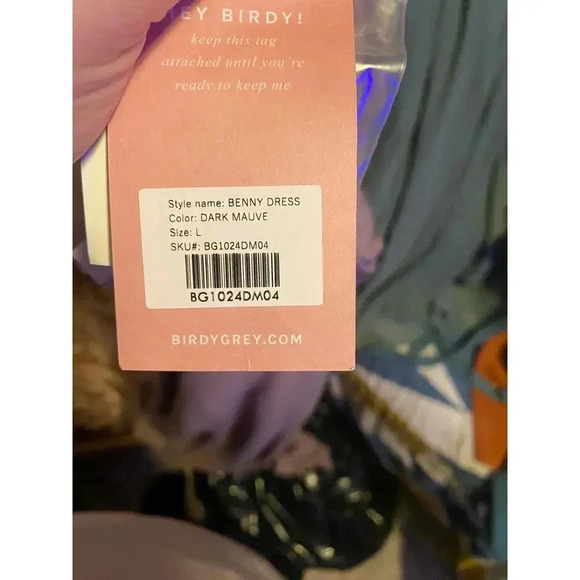 HEY BIRDY!
keep this tag
attached until you're
ready to keep me
Style name: BENNY DRESS
Color: DARK MAUVE
Size: L
SKU#: BG1024DM04
BG1024DM04
BIRDYGREY.COM